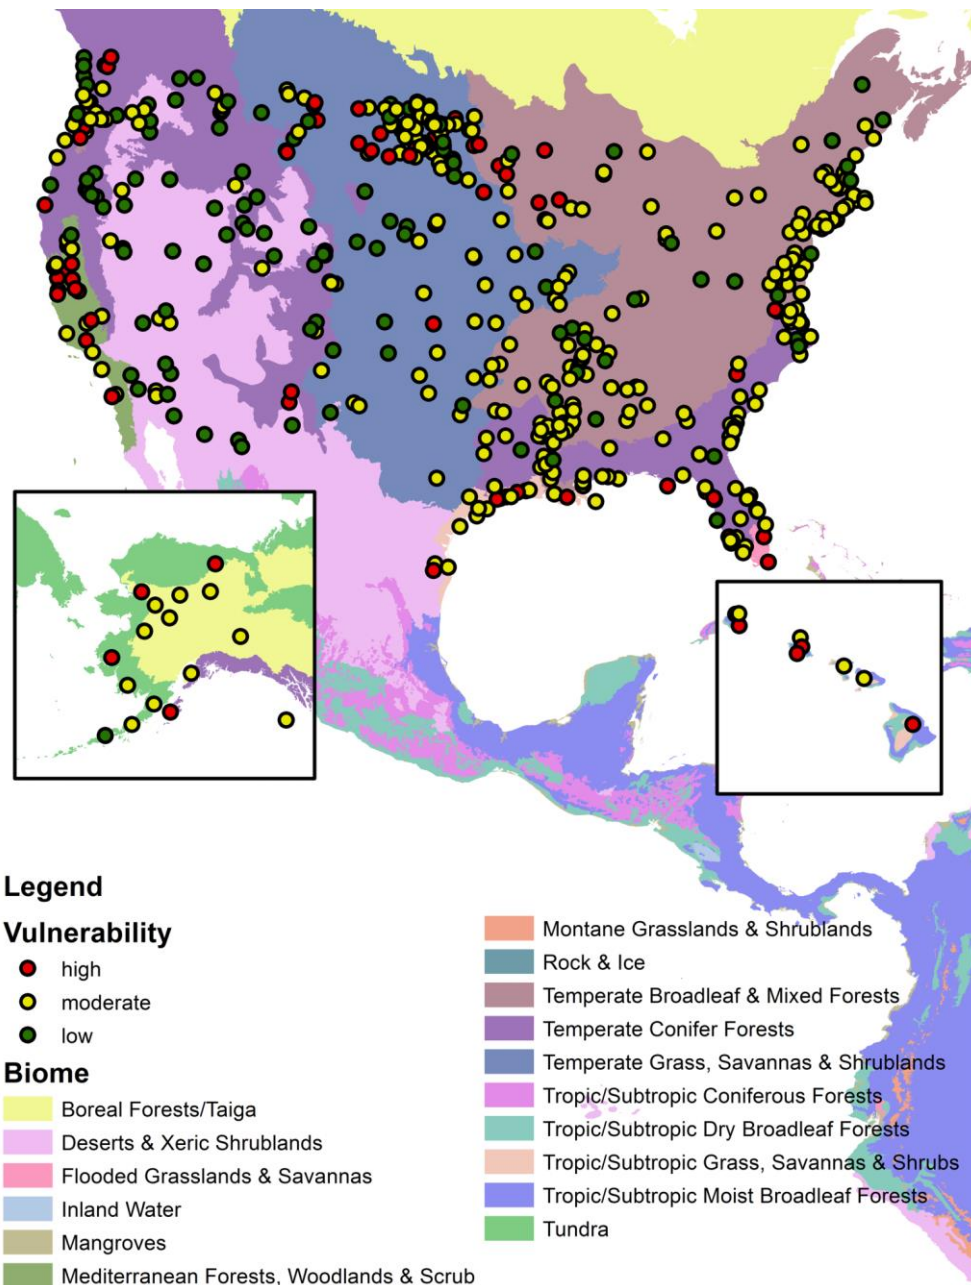 Legend
Vulnerability
high
moderate
low
Biome
Boreal Forests/Taiga
Deserts & Xeric Shrublands
Flooded Grasslands & Savannas
Inland Water
Mangroves
Mediterranean Forests, Woodlands & Scrub
Montane Grasslands & Shrublands
Rock & Ice
Temperate Broadleaf & Mixed Forests
Temperate Conifer Forests
Temperate Grass, Savannas & Shrublands
Tropic/Subtropic Coniferous Forests
Tropic/Subtropic Dry Broadleaf Forests
Tropic/Subtropic Grass, Savannas & Shrubs
Tropic/Subtropic Moist Broadleaf Forests
Tundra